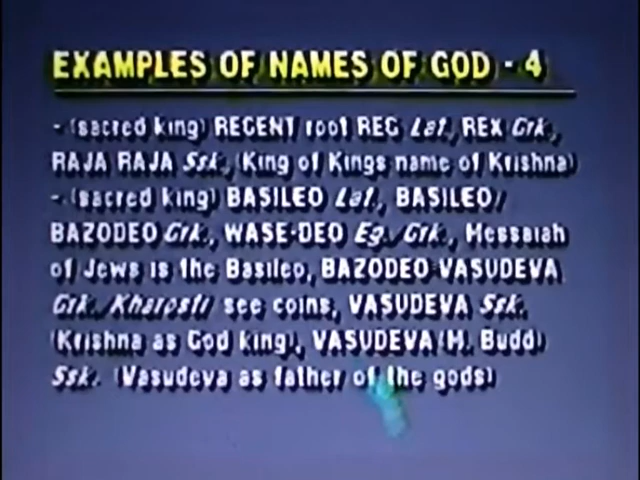 EXAMPLES OF NAMES OF GOD - 4
- (sacred king) REGENT root REG Lat., REX Grk.,
RAJA RAJA Ssk., (King of Kings name of Krishna)
- (sacred king) BASILEO Lat., BASILEO/
BAZODEO Grk., WASE-DEO Eg./Grk., Messaiah
of Jews is the Basileo, BAZODEO VASUDEVA
Grk./Kharosti see coins, VASUDEVA Ssk.
(Krishna as God king), VASUDEVA (M. Budd)
Ssk. (Vasudeva as father of the gods)